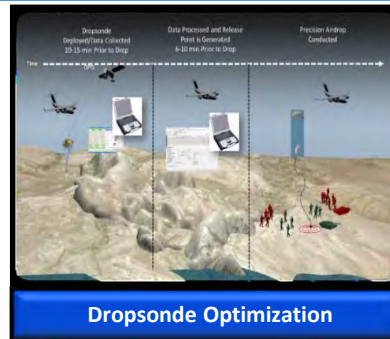 Dropsonde
Deployed/Data Collected
10-15 min Prior to Drop
Data Processed and Release
Point is Generated
6-10 min Prior to Drop
Precision Airdrop
Conducted
Time
GPS
Dropsonde Optimization